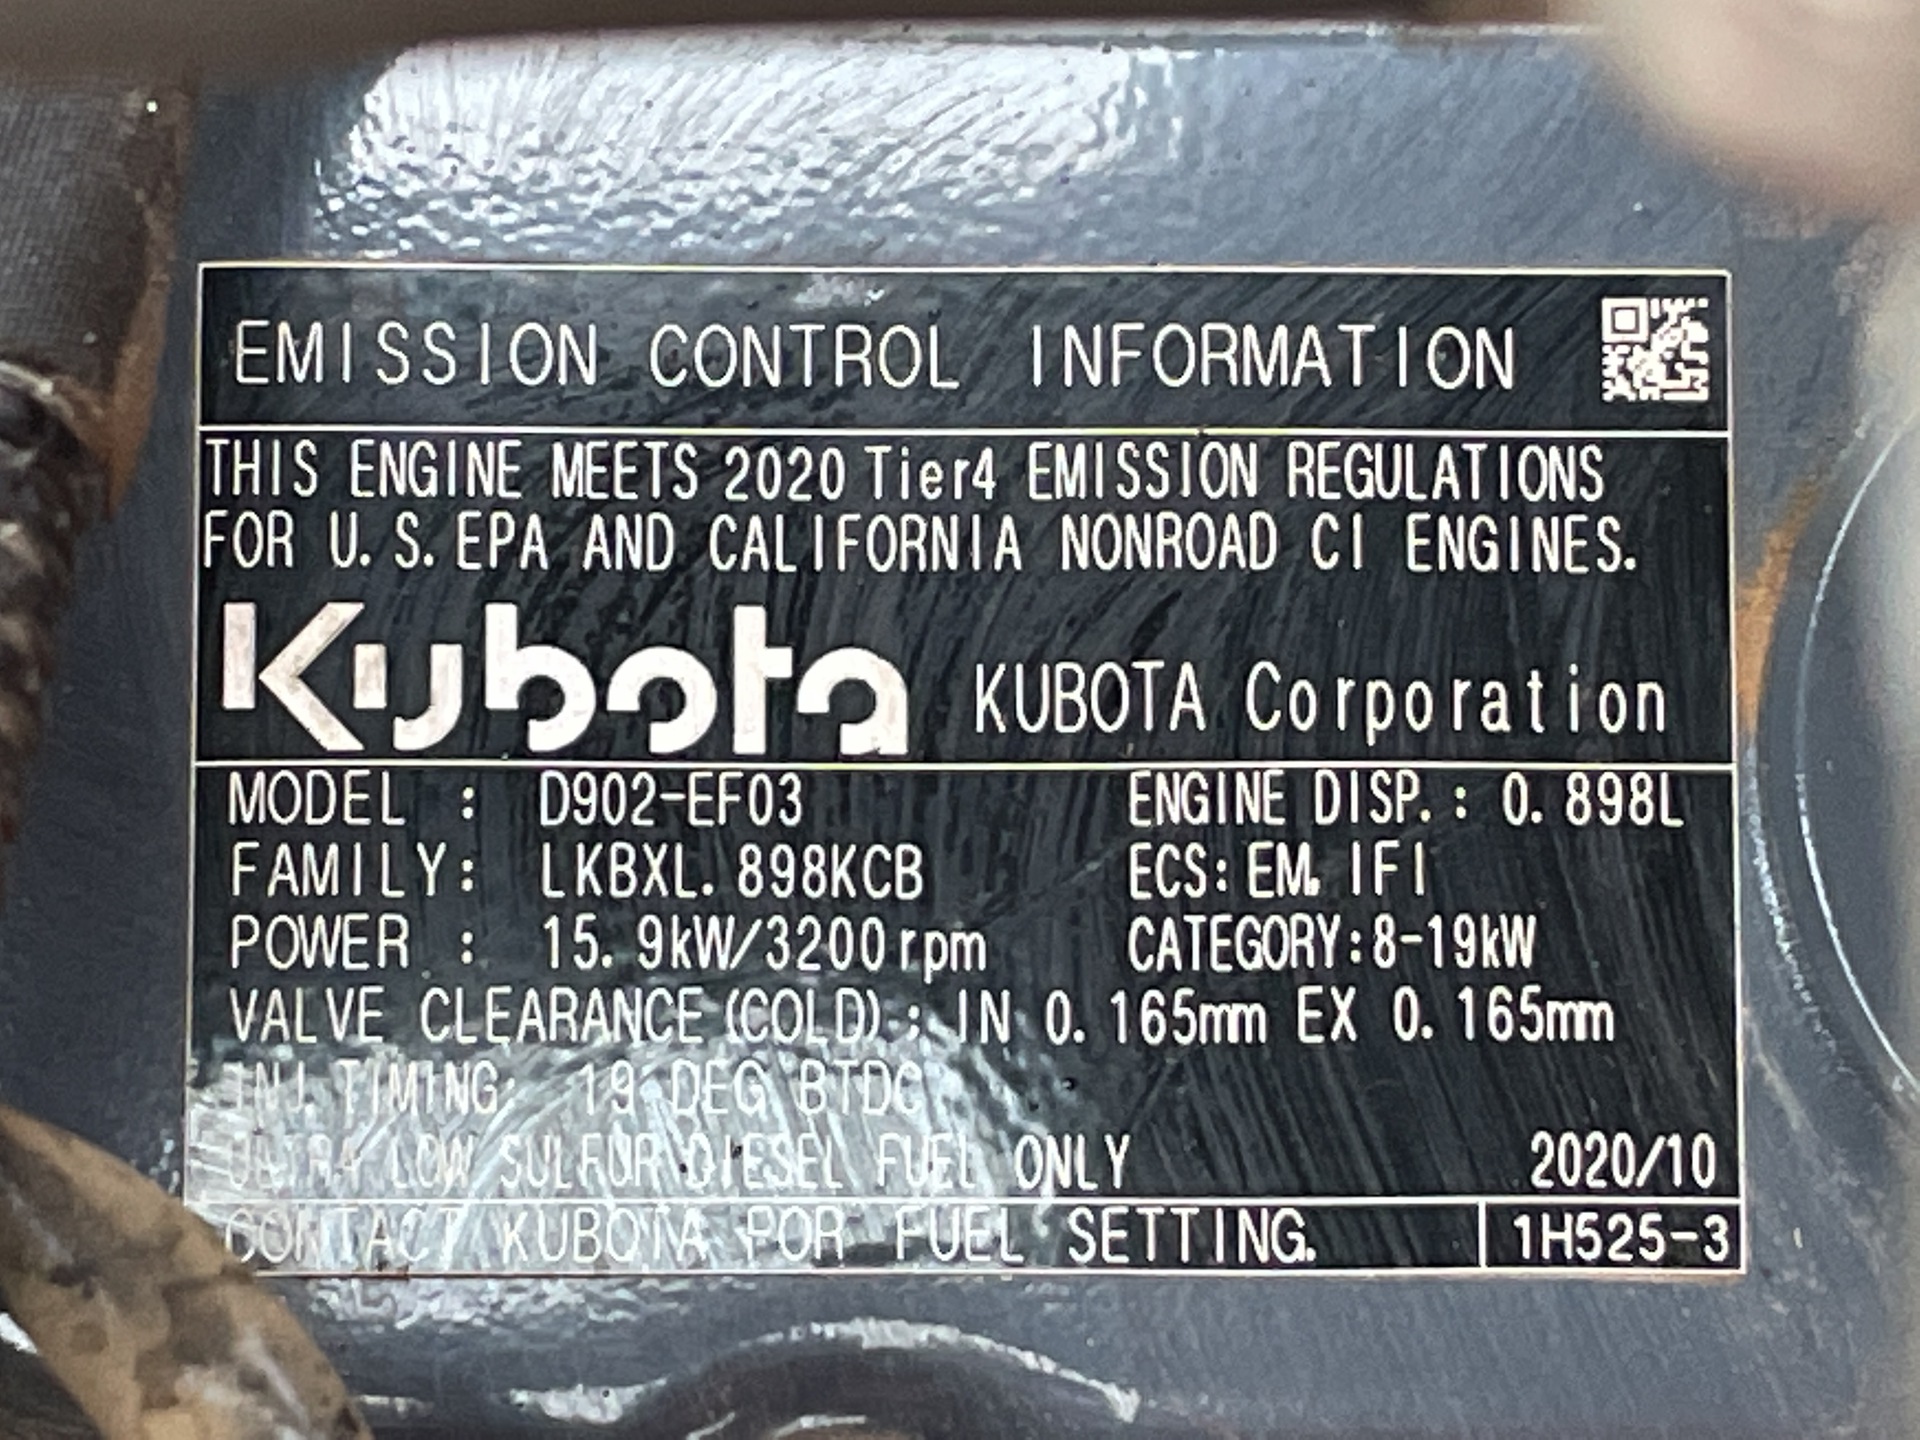 EMISSION CONTROL INFORMATION
THIS ENGINE MEETS 2020 Tier4 EMISSION REGULATIONS
FOR U.S.EPA AND CALIFORNIA NONROAD CI ENGINES.
Kubota KUBOTA Corporation
MODEL : D902-EF03 ENGINE DISP.: 0.898L
FAMILY: LKBXL.898KCB ECS: EM, IFI
POWER : 15.9kW/3200rpm CATEGORY:8-19kW
VALVE CLEARANCE(COLD): IN 0.165mm EX 0.165mm
INJ.TIMING: 19 DEG BTDC
ULTRA LOW SULFUR DIESEL FUEL ONLY 2020/10
CONTACT KUBOTA FOR FUEL SETTING. 1H525-3